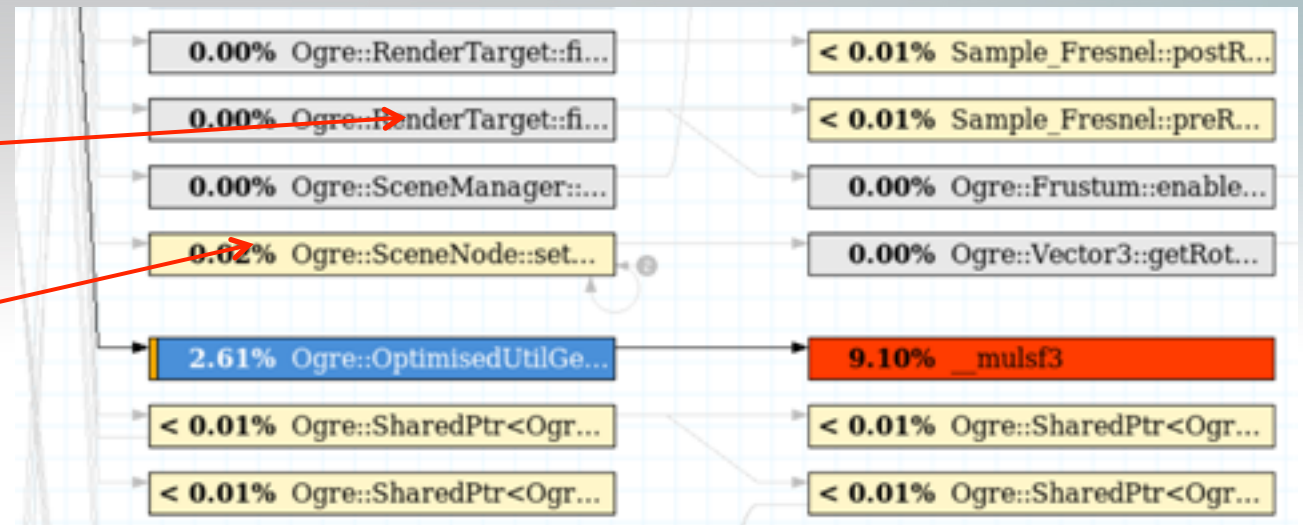 0.00% Ogre::RenderTarget::fi...
0.00% Ogre::RenderTarget::fi...
0.00% Ogre::SceneManager::...
0.02% Ogre::SceneNode::set...
2
2.61% Ogre::OptimisedUtilGe...
< 0.01% Ogre::SharedPtr<Ogr...
< 0.01% Ogre::SharedPtr<Ogr...
< 0.01% Sample_Fresnel::postR...
< 0.01% Sample_Fresnel::preR...
0.00% Ogre::Frustum::enable...
0.00% Ogre::Vector3::getRot...
9.10% __mulsf3
< 0.01% Ogre::SharedPtr<Ogr...
< 0.01% Ogre::SharedPtr<Ogr...